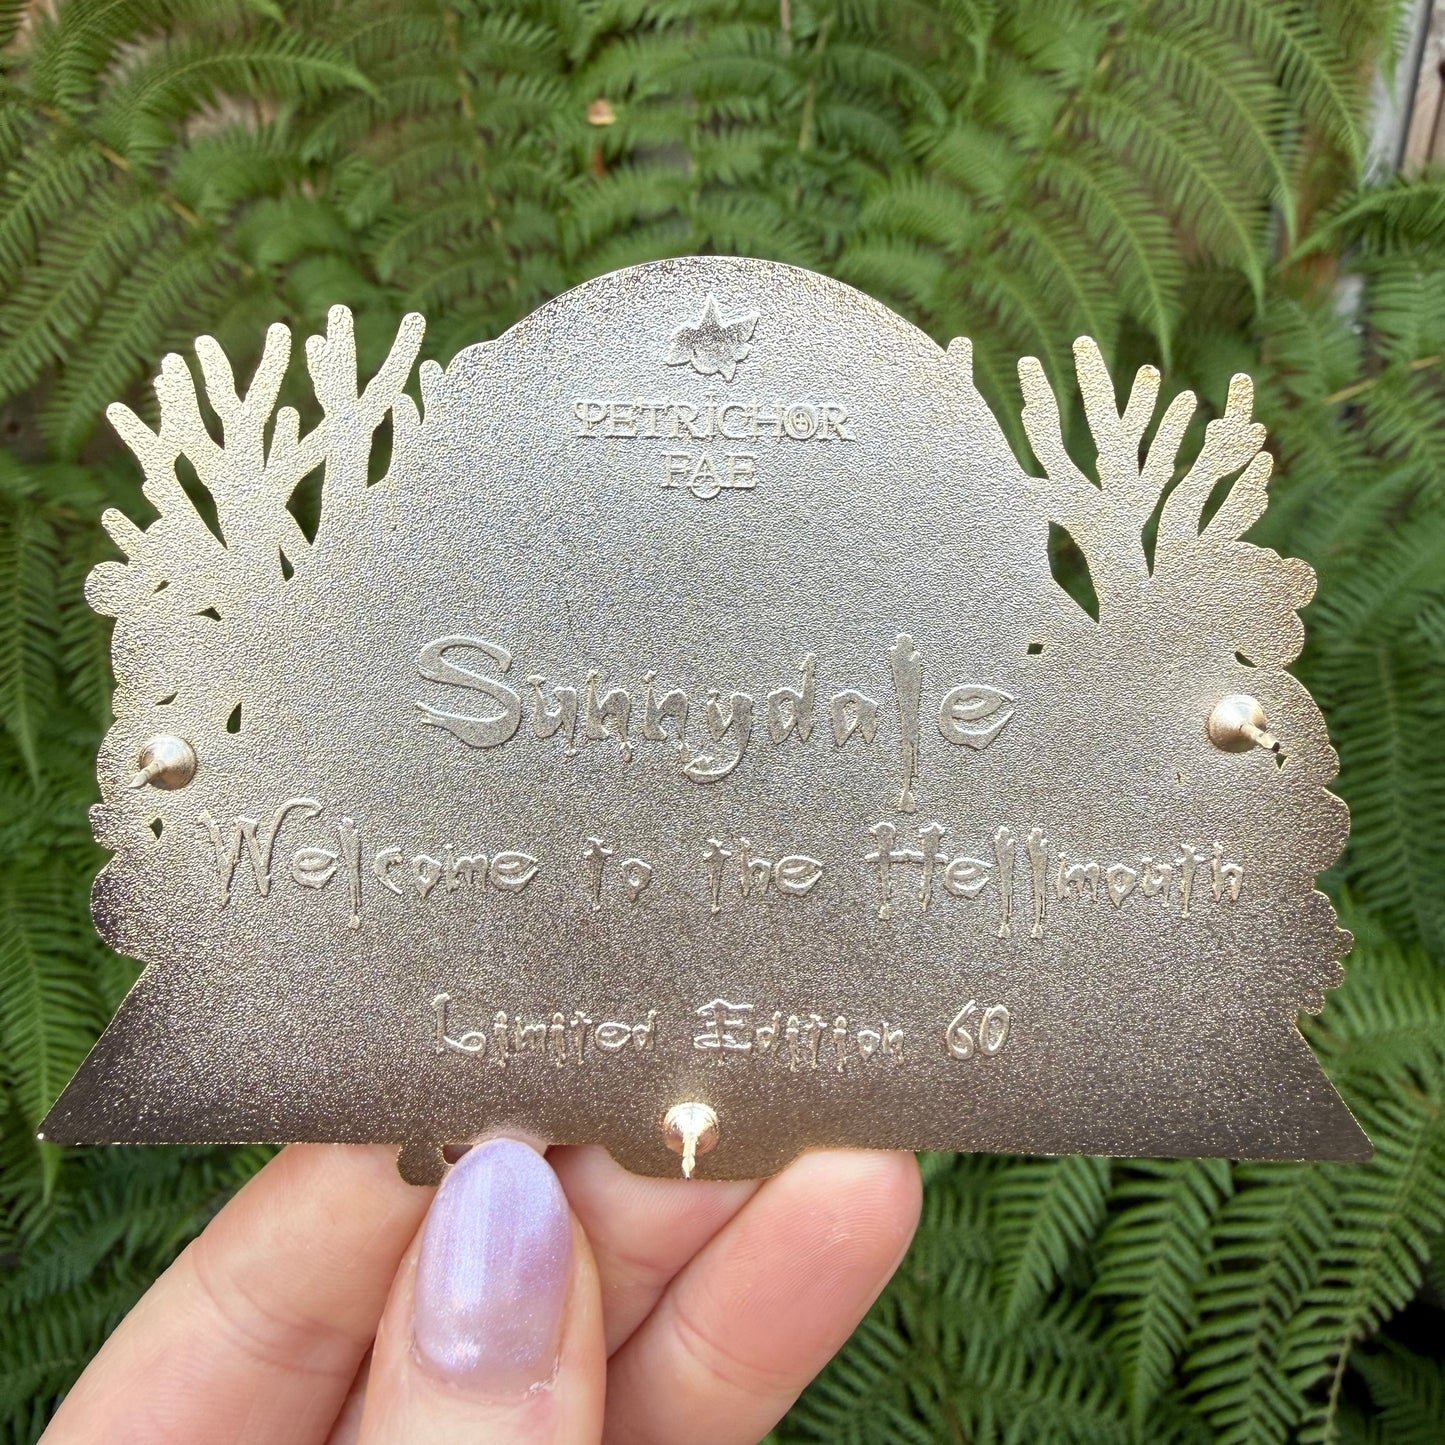 PETRICHOR
FAE
Sunnydale
Welcome to the Hellmouth
Limited Edition 60